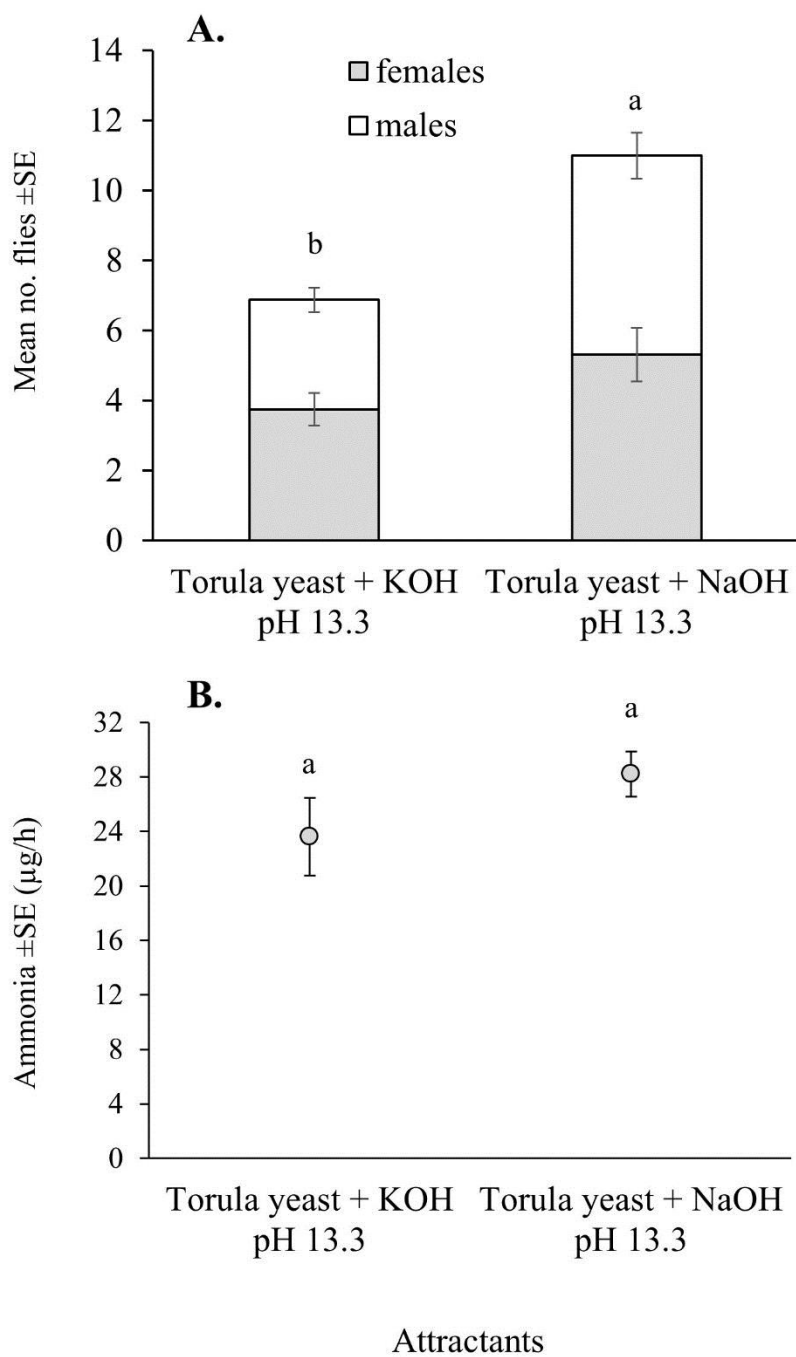 A.
14
12
10
8
6
4
2
0
Mean no. flies ±SE
females
males
b
a
Torula yeast + KOH
pH 13.3
Torula yeast + NaOH
pH 13.3
B.
32
28
24
20
16
12
8
4
0
Ammonia ±SE (µg/h)
a
a
Torula yeast + KOH
pH 13.3
Torula yeast + NaOH
pH 13.3
Attractants